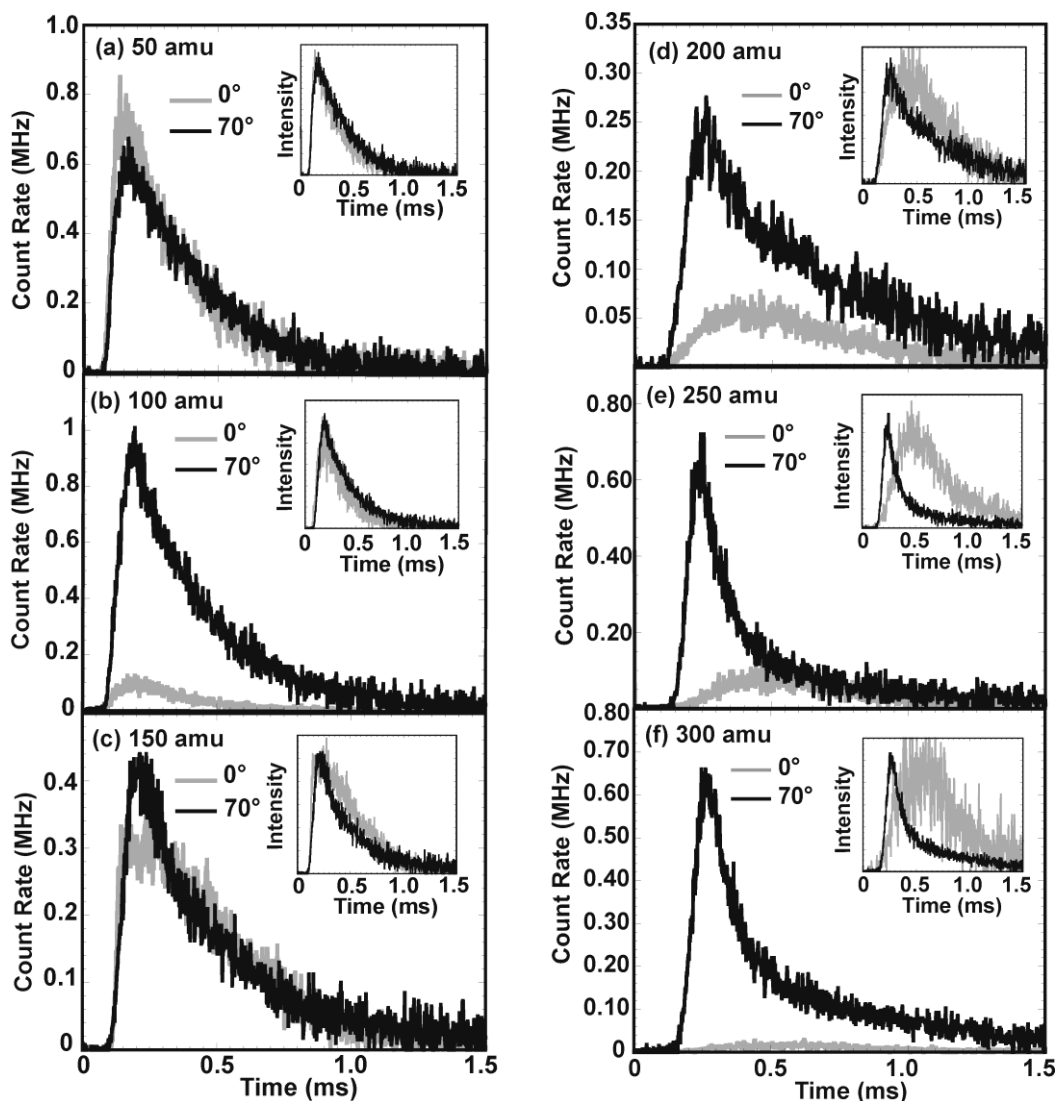 (a) 50 amu
0°
70°
Count Rate (MHz)
1.0
0.8
0.6
0.4
0.2
0
Intensity
0 0.5 1.0 1.5
Time (ms)
(b) 100 amu
0°
70°
Count Rate (MHz)
1
0.8
0.6
0.4
0.2
0
Intensity
0 0.5 1.0 1.5
Time (ms)
(c) 150 amu
0°
70°
Count Rate (MHz)
0.4
0.3
0.2
0.1
0
Intensity
0 0.5 1.0 1.5
Time (ms)
0 0.5 1.0 1.5
Time (ms)
(d) 200 amu
0°
70°
Count Rate (MHz)
0.35
0.30
0.25
0.20
0.15
0.10
0.05
Intensity
0 0.5 1.0 1.5
Time (ms)
(e) 250 amu
0°
70°
Count Rate (MHz)
0.80
0.60
0.40
0.20
Intensity
0 0.5 1.0 1.5
Time (ms)
(f) 300 amu
0°
70°
Count Rate (MHz)
0.80
0.70
0.60
0.50
0.40
0.30
0.20
0.10
0
Intensity
0 0.5 1.0 1.5
Time (ms)
0 0.5 1.0 1.5
Time (ms)